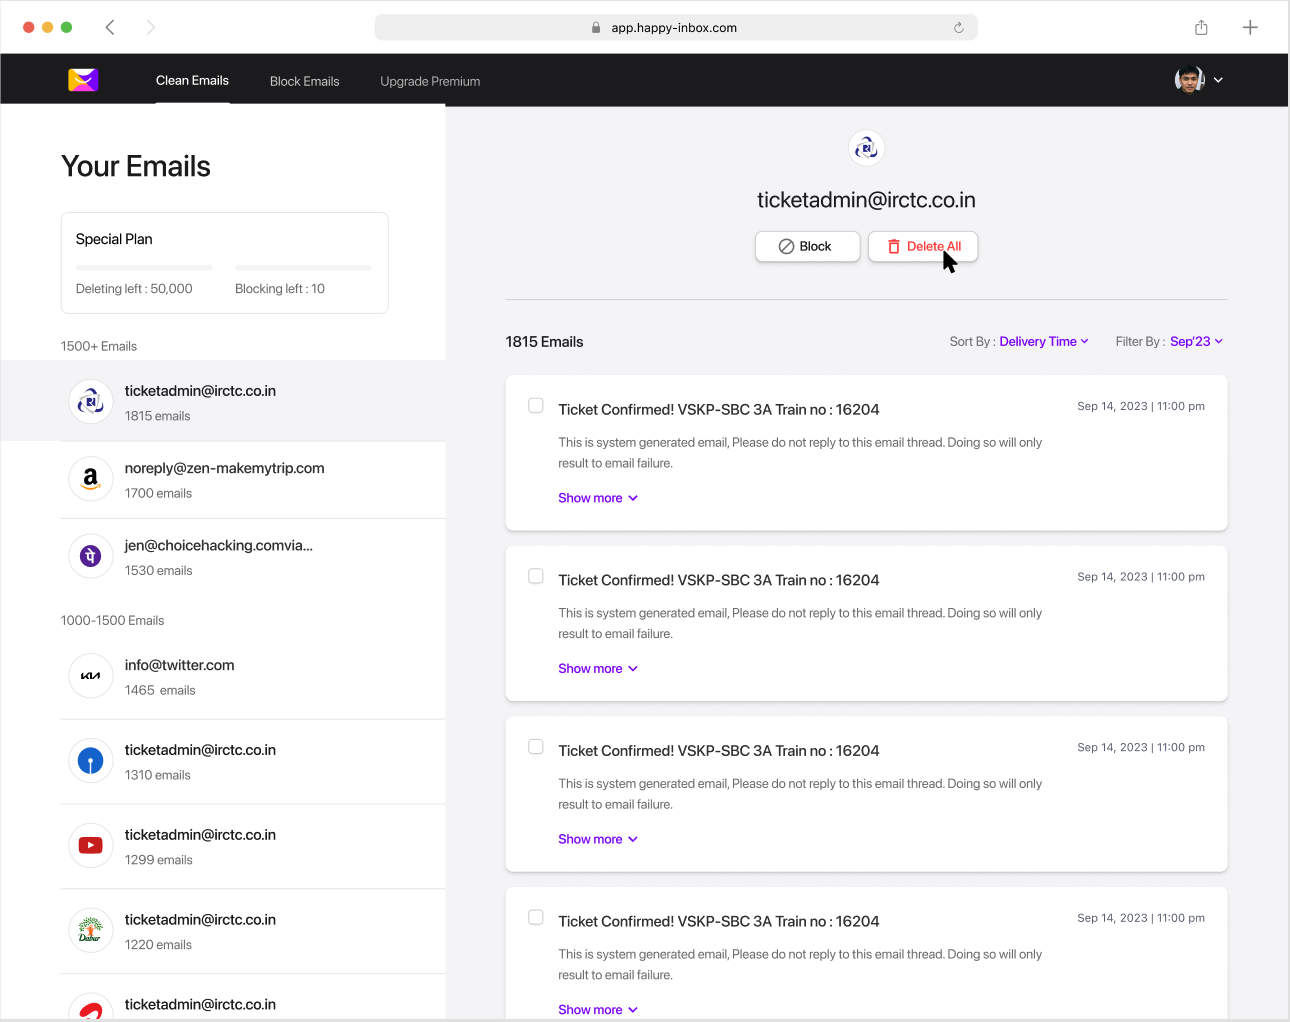 app.happy-inbox.com
Clean Emails
Block Emails
Upgrade Premium
Your Emails
Special Plan
Deleting left : 50,000
Blocking left : 10
1500+ Emails
ticketadmin@irctc.co.in
1815 emails
a
noreply@zen-makemytrip.com
1700 emails
पे
jen@choicehacking.comvia...
1530 emails
1000-1500 Emails
KIA
info@twitter.com
1465 emails
ticketadmin@irctc.co.in
1310 emails
ticketadmin@irctc.co.in
1299 emails
Dabur
ticketadmin@irctc.co.in
1220 emails
ticketadmin@irctc.co.in
ticketadmin@irctc.co.in
Block
Delete All
1815 Emails
Sort By : Delivery Time
Filter By : Sep'23
Ticket Confirmed! VSKP-SBC 3A Train no : 16204
Sep 14, 2023 | 11:00 pm
This is system generated email, Please do not reply to this email thread. Doing so will only
result to email failure.
Show more
Ticket Confirmed! VSKP-SBC 3A Train no : 16204
Sep 14, 2023 | 11:00 pm
This is system generated email, Please do not reply to this email thread. Doing so will only
result to email failure.
Show more
Ticket Confirmed! VSKP-SBC 3A Train no : 16204
Sep 14, 2023 | 11:00 pm
This is system generated email, Please do not reply to this email thread. Doing so will only
result to email failure.
Show more
Ticket Confirmed! VSKP-SBC 3A Train no : 16204
Sep 14, 2023 | 11:00 pm
This is system generated email, Please do not reply to this email thread. Doing so will only
result to email failure.
Show more